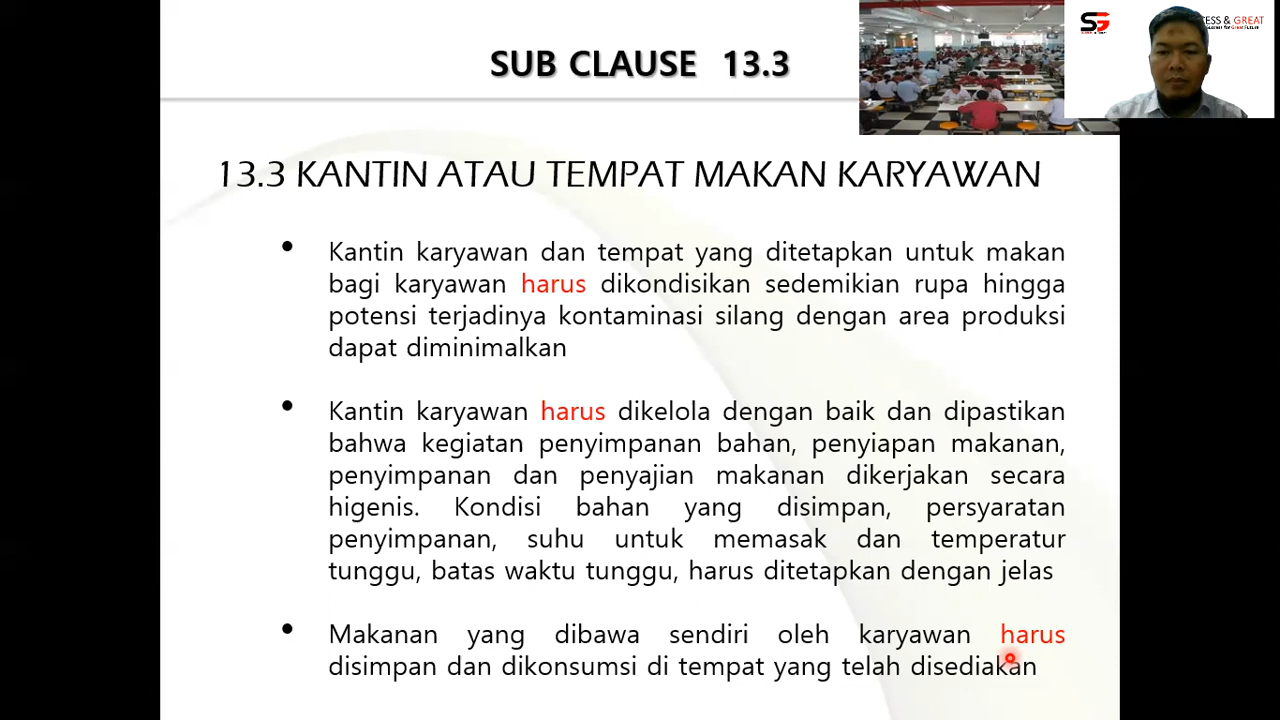 SUB CLAUSE 13.3
SG
CESS & GREAT
13.3 KANTIN ATAU TEMPAT MAKAN KARYAWAN
• Kantin karyawan dan tempat yang ditetapkan untuk makan
bagi karyawan harus dikondisikan sedemikian rupa hingga
potensi terjadinya kontaminasi silang dengan area produksi
dapat diminimalkan
• Kantin karyawan harus dikelola dengan baik dan dipastikan
bahwa kegiatan penyimpanan bahan, penyiapan makanan,
penyimpanan dan penyajian makanan dikerjakan secara
higenis. Kondisi bahan yang disimpan, persyaratan
penyimpanan, suhu untuk memasak dan temperatur
tunggu, batas waktu tunggu, harus ditetapkan dengan jelas
• Makanan yang dibawa sendiri oleh karyawan harus
disimpan dan dikonsumsi di tempat yang telah disediakan